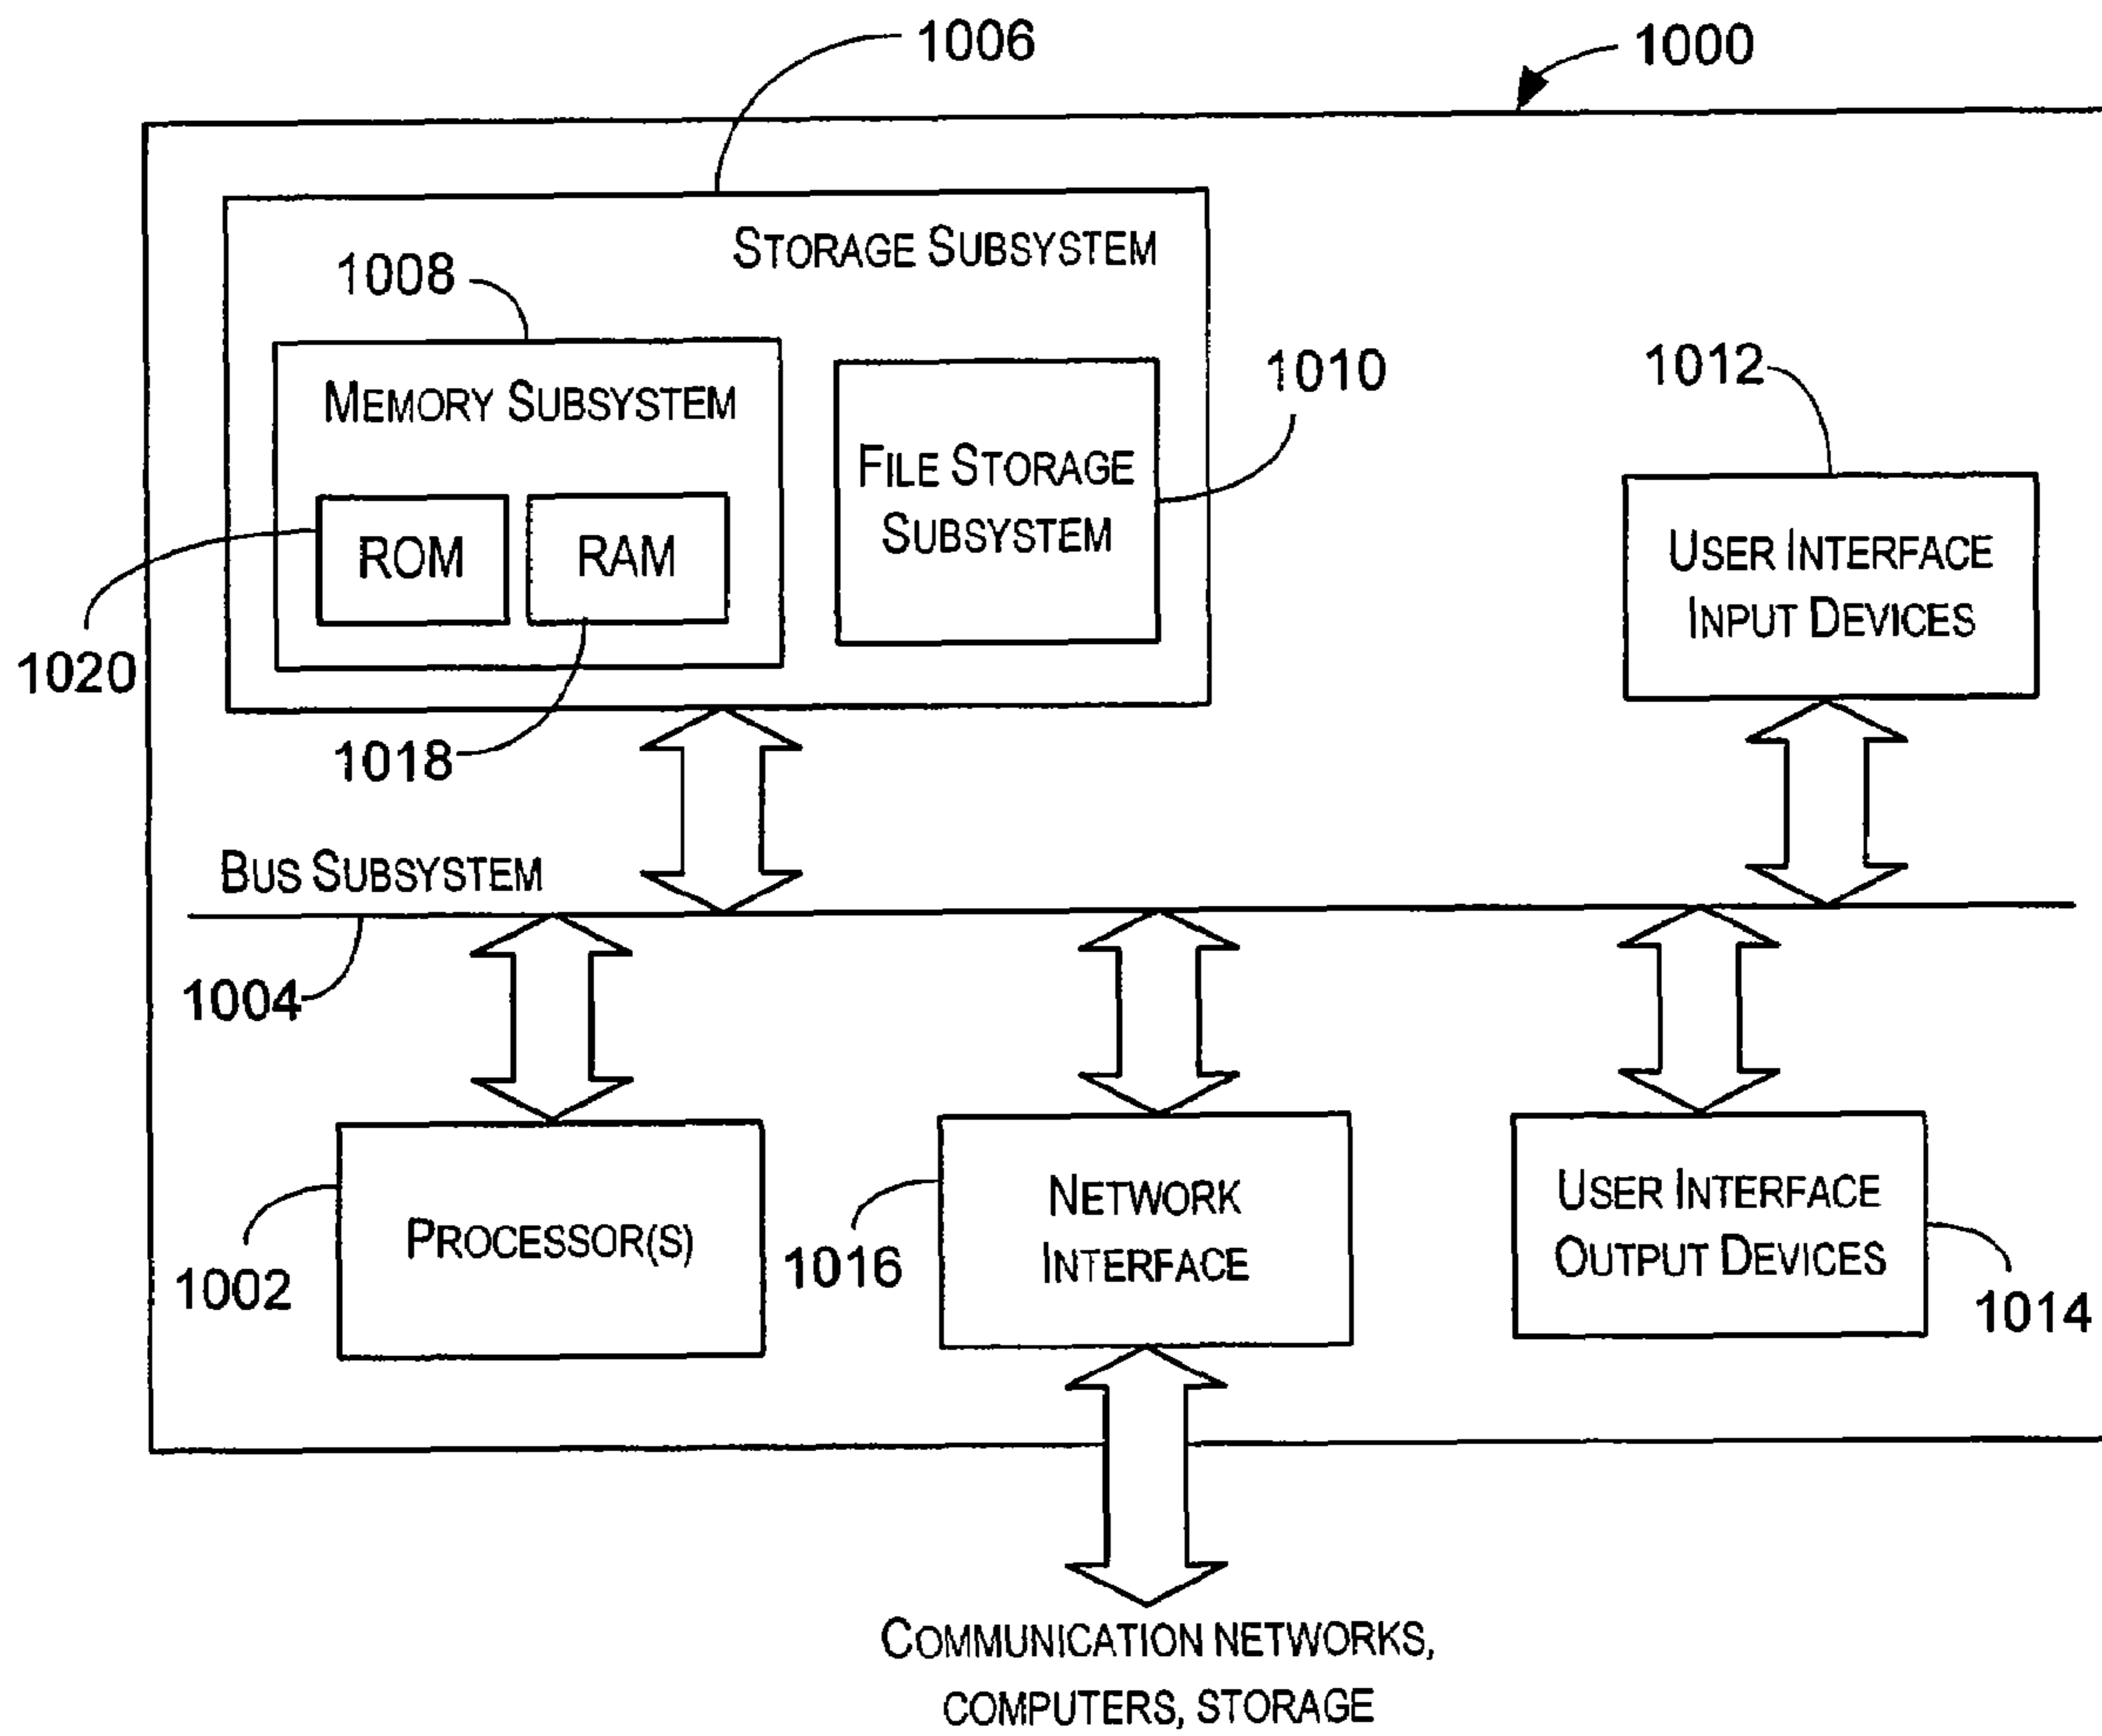 1006
1000
STORAGE SUBSYSTEM
1008
MEMORY SUBSYSTEM
1010
1012
FILE STORAGE
SUBSYSTEM
ROM
RAM
USER INTERFACE
INPUT DEVICES
1020
1018
BUS SUBSYSTEM
1004
PROCESSOR(S)
1002
NETWORK
INTERFACE
1016
USER INTERFACE
OUTPUT DEVICES
1014
COMMUNICATION NETWORKS,
COMPUTERS, STORAGE